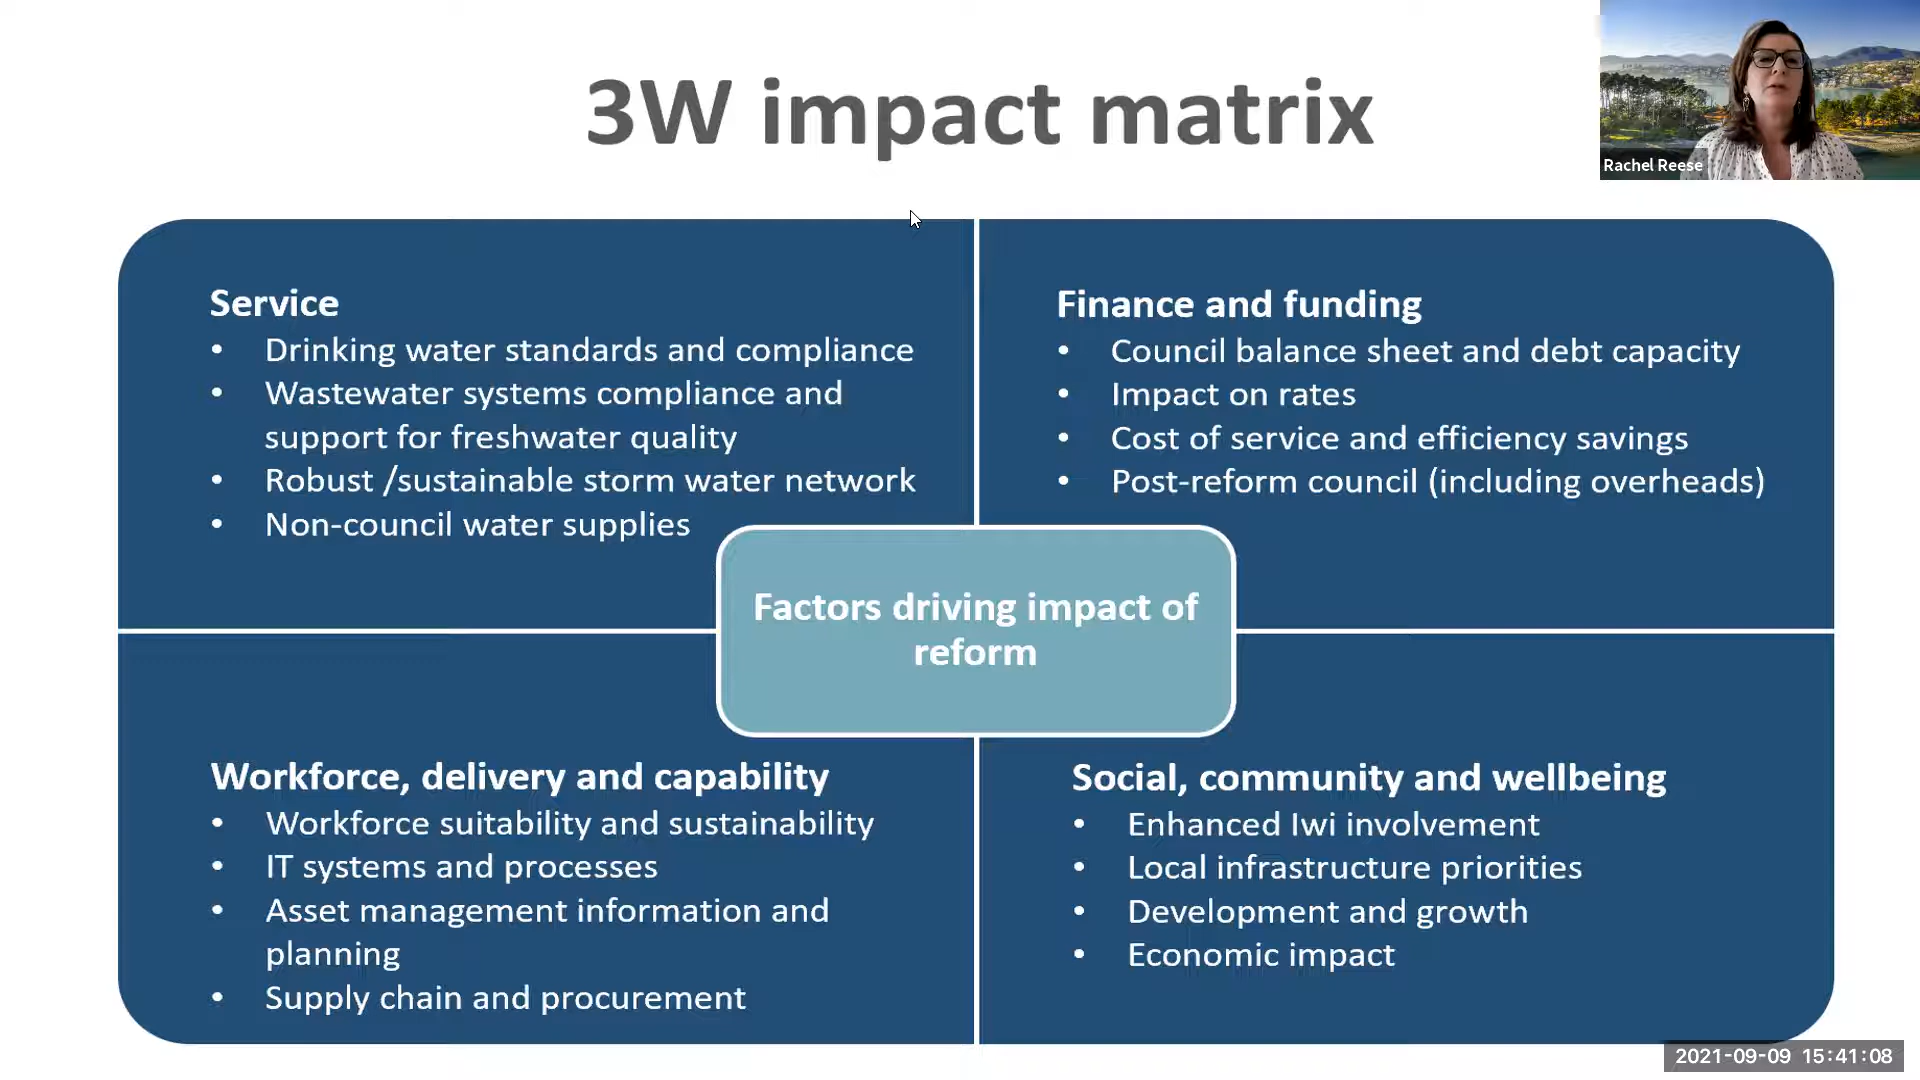 3W impact matrix
Rachel Reese
Service
• Drinking water standards and compliance
• Wastewater systems compliance and
support for freshwater quality
• Robust /sustainable storm water network
• Non-council water supplies
Finance and funding
• Council balance sheet and debt capacity
• Impact on rates
• Cost of service and efficiency savings
• Post-reform council (including overheads)
Factors driving impact of
reform
Workforce, delivery and capability
• Workforce suitability and sustainability
• IT systems and processes
• Asset management information and
planning
• Supply chain and procurement
Social, community and wellbeing
• Enhanced Iwi involvement
• Local infrastructure priorities
• Development and growth
• Economic impact
2021-09-09 15:41:08